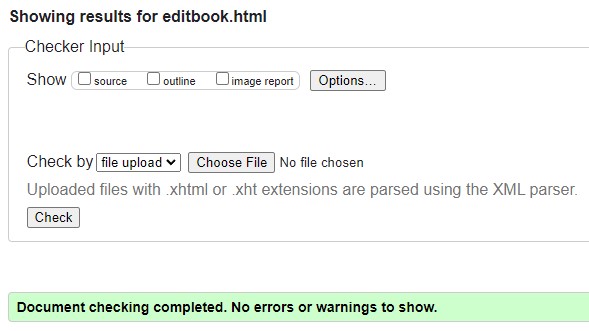 Showing results for editbook.html
Checker Input
Show source outline image report Options...
Check by file upload Choose File No file chosen
Uploaded files with .xhtml or .xht extensions are parsed using the XML parser.
Check
Document checking completed. No errors or warnings to show.